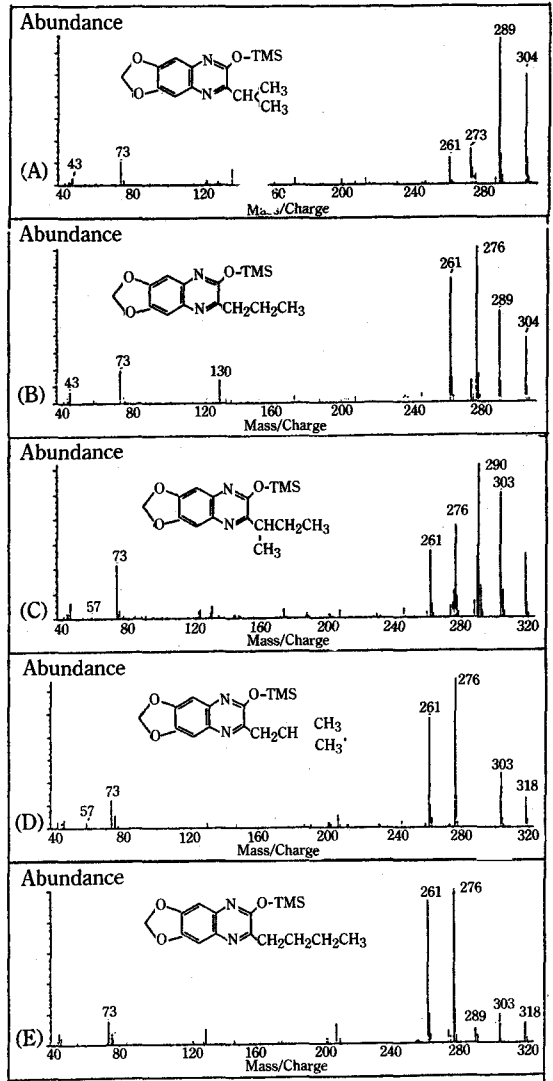 Abundance
O-TMS
N
O
O
N
CH
CH3
CH3
289
304
273
261
43
73
(A)
40 80 120 60 200 240 280
Mass/Charge
Abundance
O-TMS
N
O
O
N
CH2CH2CH3
276
261
289
304
130
73
43
(B)
40 80 120 160 200 240 280
Mass/Charge
Abundance
O-TMS
N
O
O
N
CHCH2CH3
CH3
290
303
276
261
73
57
(C)
40 80 120 160 200 240 280 320
Mass/Charge
Abundance
O-TMS
N
O
O
N
CH2CH
CH3
CH3
276
261
303
318
73
57
(D)
40 80 120 160 200 240 280 320
Mass/Charge
Abundance
O-TMS
N
O
O
N
CH2CH2CH2CH3
261
276
289
303
318
73
(E)
40 80 120 160 200 240 280 320
Mass/Charge